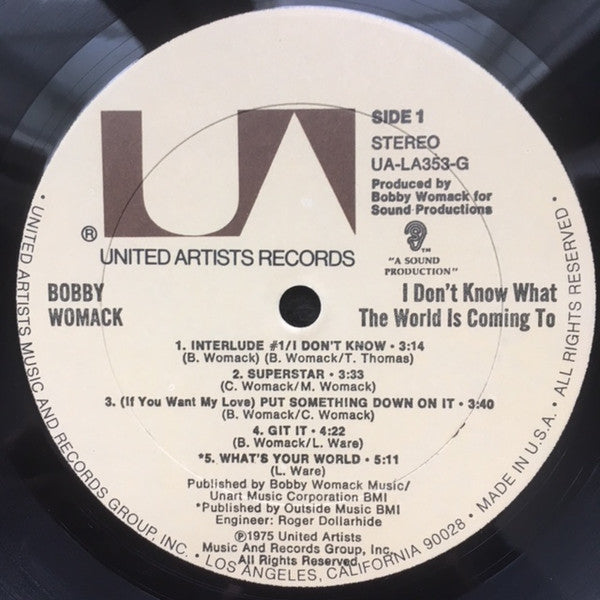 UA
®
UNITED ARTISTS RECORDS
SIDE 1
STEREO
UA-LA353-G
Produced by
Bobby Womack for
Sound Productions
TM
"A SOUND
PRODUCTION"
BOBBY
WOMACK
I Don't Know What
The World Is Coming To
1. INTERLUDE #1/I DON'T KNOW • 3:14
(B. Womack) (B. Womack/T. Thomas)
2. SUPERSTAR • 3:33
(C. Womack/M. Womack)
3. (If You Want My Love) PUT SOMETHING DOWN ON IT • 3:40
(B. Womack/C. Womack)
4. GIT IT • 4:22
(B. Womack/L. Ware)
*5. WHAT'S YOUR WORLD • 5:11
(L. Ware)
Published by Bobby Womack Music/
Unart Music Corporation BMI
*Published by Outside Music BMI
Engineer: Roger Dollarhide
℗1975 United Artists
Music And Records Group, Inc.
All Rights Reserved
• UNITED ARTISTS MUSIC AND RECORDS GROUP, INC. • LOS ANGELES, CALIFORNIA 90028 • MADE IN U.S.A. • ALL RIGHTS RESERVED •